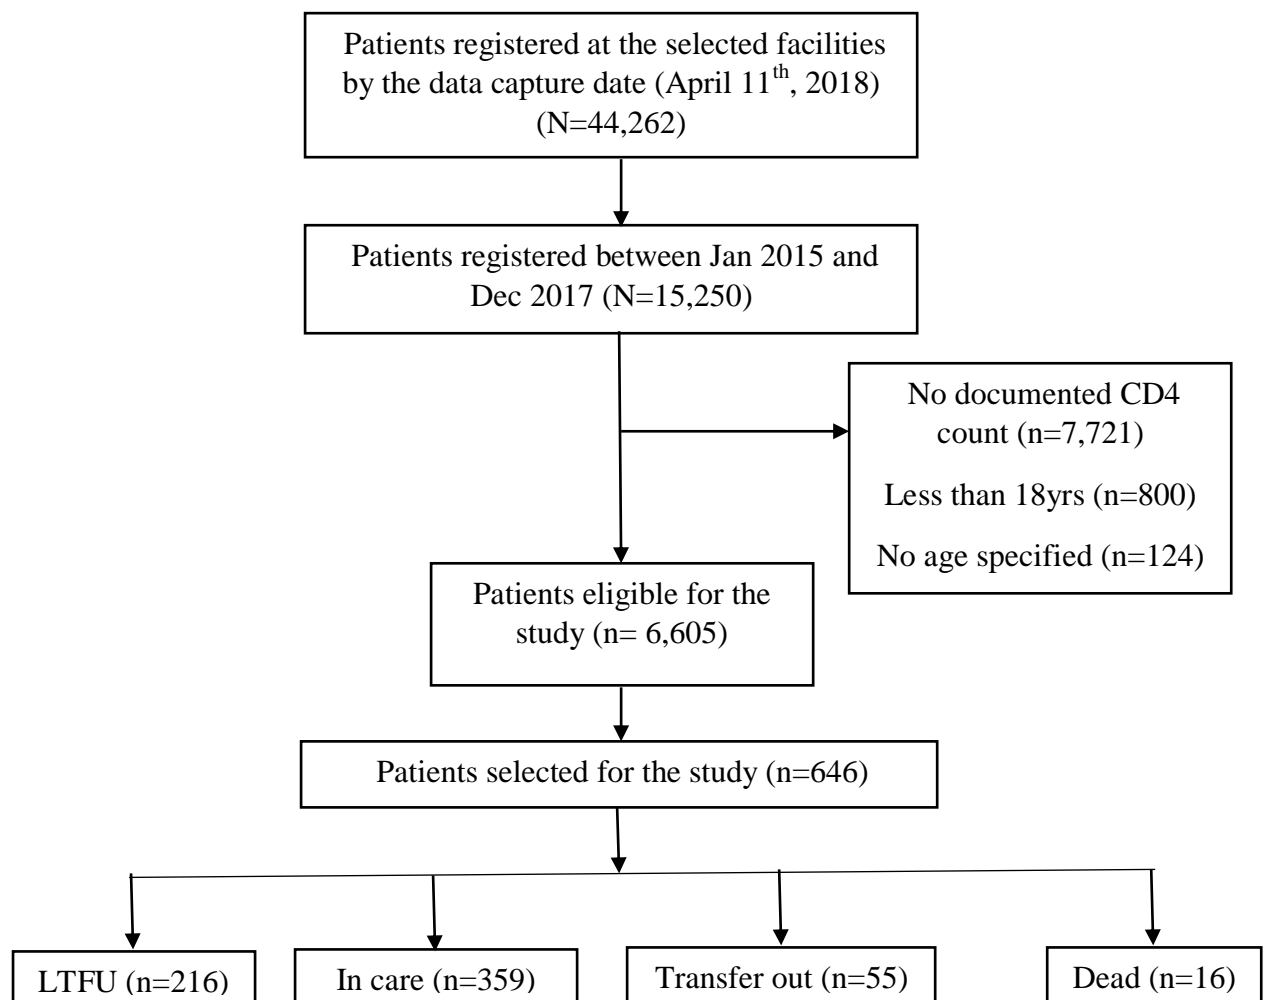 Patients registered at the selected facilities
by the data capture date (April 11th, 2018)
(N=44,262)
Patients registered between Jan 2015 and
Dec 2017 (N=15,250)
No documented CD4
count (n=7,721)
Less than 18yrs (n=800)
No age specified (n=124)
Patients eligible for the
study (n= 6,605)
Patients selected for the study (n=646)
LTFU (n=216)
In care (n=359)
Transfer out (n=55)
Dead (n=16)